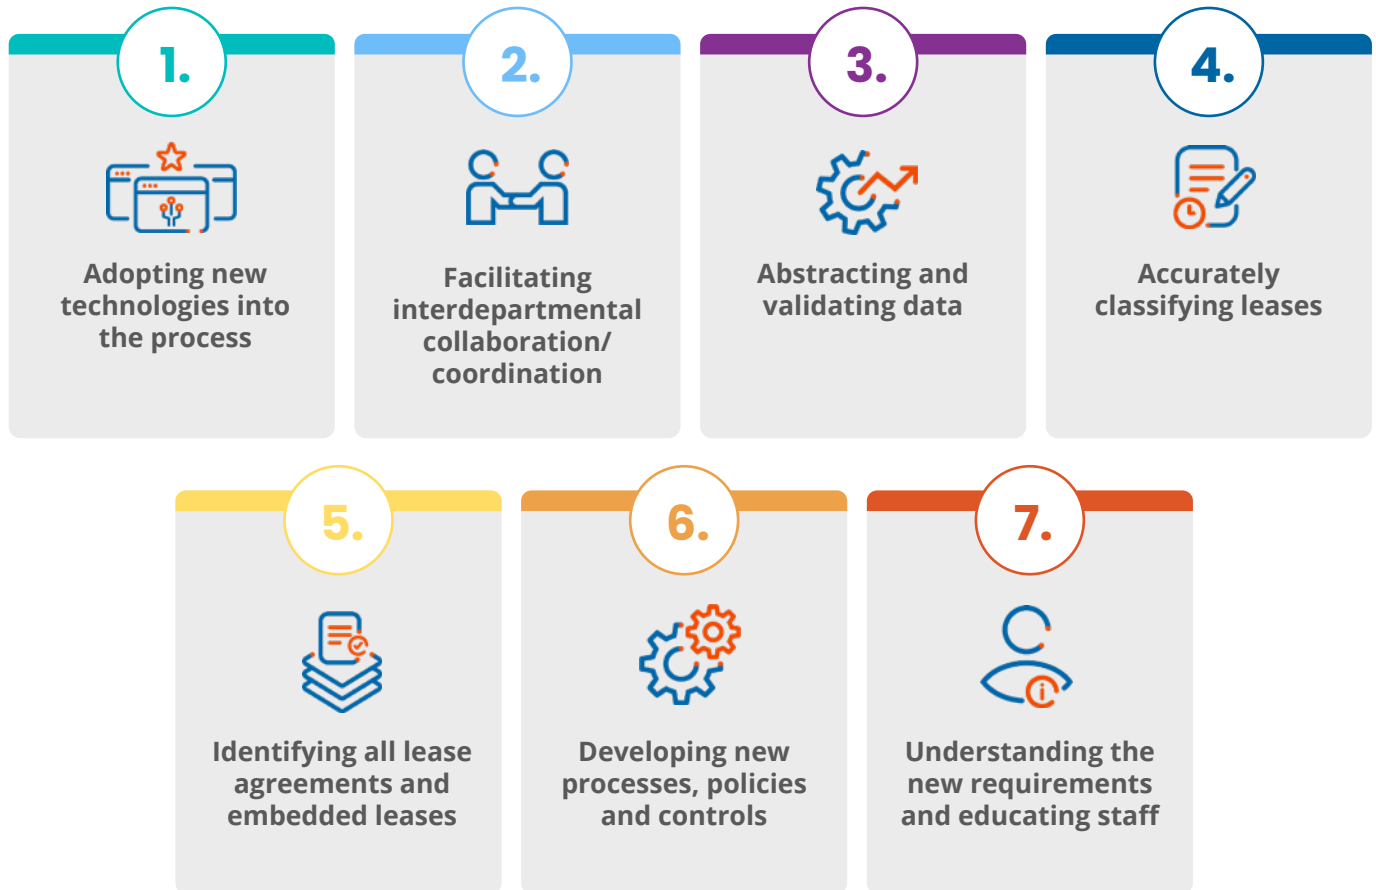 1.
Adopting new
technologies into
the process
2.
Facilitating
interdepartmental
collaboration/
coordination
3.
Abstracting and
validating data
4.
Accurately
classifying leases
5.
Identifying all lease
agreements and
embedded leases
6.
Developing new
processes, policies
and controls
7.
Understanding the
new requirements
and educating staff